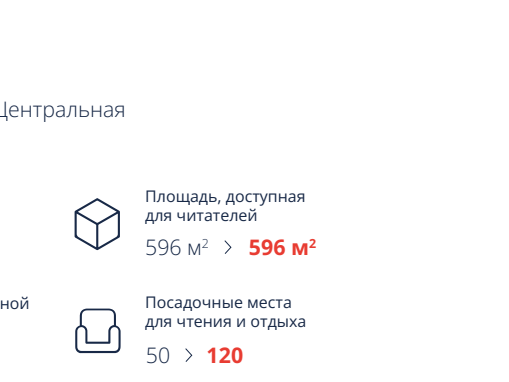 Центральная
Площадь, доступная
для читателей
596 м² > 596 м²
ной
Посадочные места
для чтения и отдыха
50 > 120